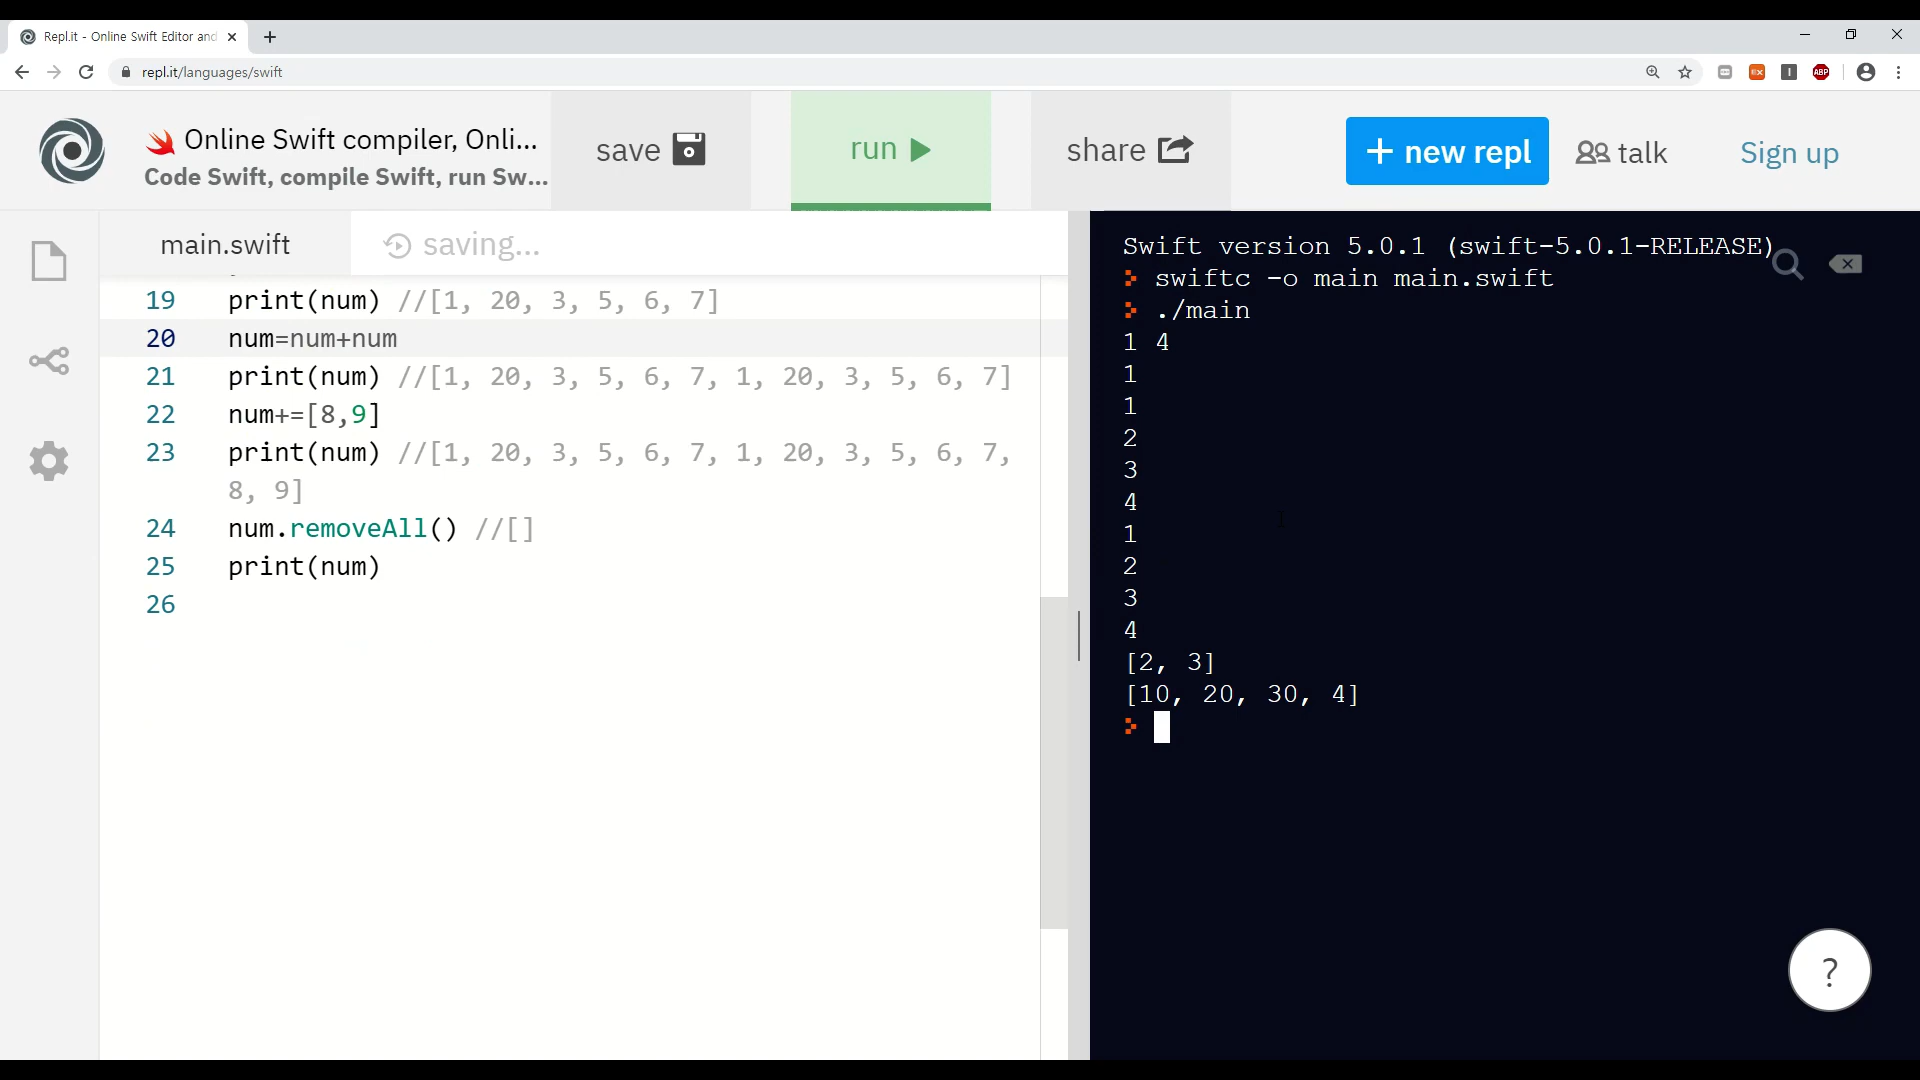 Repl.it - Online Swift Editor and
repl.it/languages/swift
Online Swift compiler, Onli...
Code Swift, compile Swift, run Sw...
save
run
share
+ new repl
talk
Sign up
main.swift
saving...
19 print(num) //[1, 20, 3, 5, 6, 7]
20 num=num+num
21 print(num) //[1, 20, 3, 5, 6, 7, 1, 20, 3, 5, 6, 7]
22 num+=[8,9]
23 print(num) //[1, 20, 3, 5, 6, 7, 1, 20, 3, 5, 6, 7,
8, 9]
24 num.removeAll() //[]
25 print(num)
26
Swift version 5.0.1 (swift-5.0.1-RELEASE)
swiftc -o main main.swift
./main
1 4
1
1
2
3
4
1
2
3
4
[2, 3]
[10, 20, 30, 4]
ABP
?